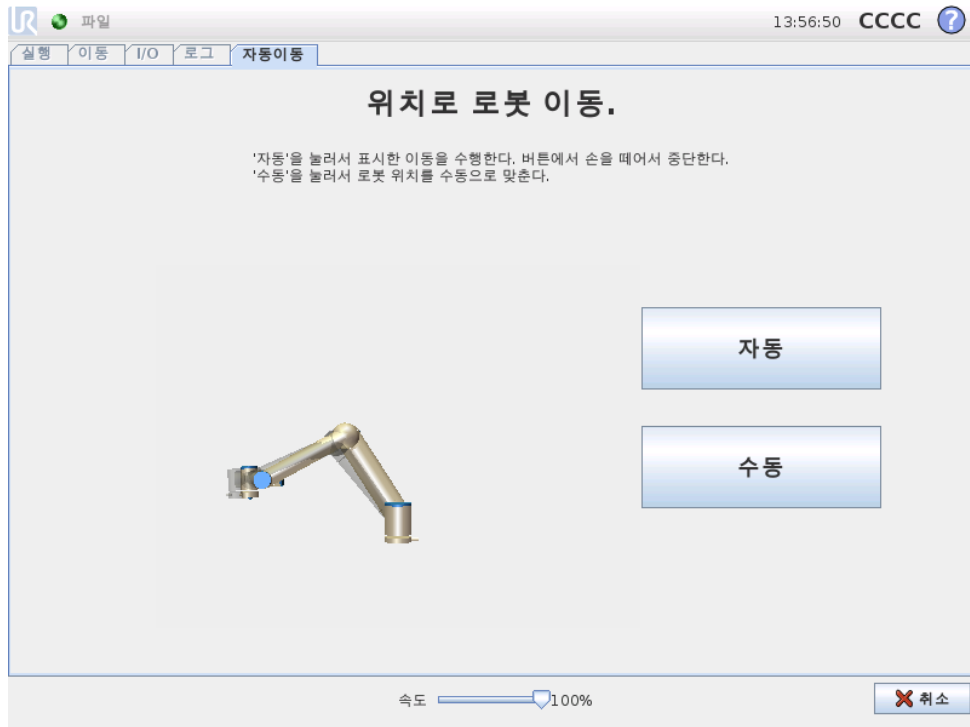 UR 파일 13:56:50 CCCC ?
실행 이동 I/O 로그 자동이동
위치로 로봇 이동.
'자동'을 눌러서 표시한 이동을 수행한다. 버튼에서 손을 떼어서 중단한다.
'수동'을 눌러서 로봇 위치를 수동으로 맞춘다.
자동
수동
속도 100% 취소